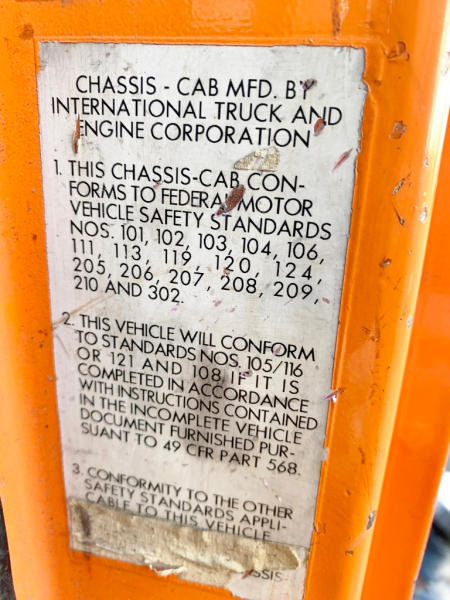 CHASSIS - CAB MFD. BY
INTERNATIONAL TRUCK AND
ENGINE CORPORATION
1. THIS CHASSIS-CAB CON-
FORMS TO FEDERAL MOTOR
VEHICLE SAFETY STANDARDS
NOS. 101, 102, 103, 104, 106,
111, 113, 119, 120, 124,
205, 206, 207, 208, 209,
210 AND 302.
2. THIS VEHICLE WILL CONFORM
TO STANDARDS NOS. 105/116
OR 121 AND 108 IF IT IS
COMPLETED IN ACCORDANCE
WITH INSTRUCTIONS CONTAINED
IN THE INCOMPLETE VEHICLE
DOCUMENT FURNISHED PUR-
SUANT TO 49 CFR PART 568.
3. CONFORMITY TO THE OTHER
SAFETY STANDARDS APPLI-
CABLE TO THIS VEHICLE